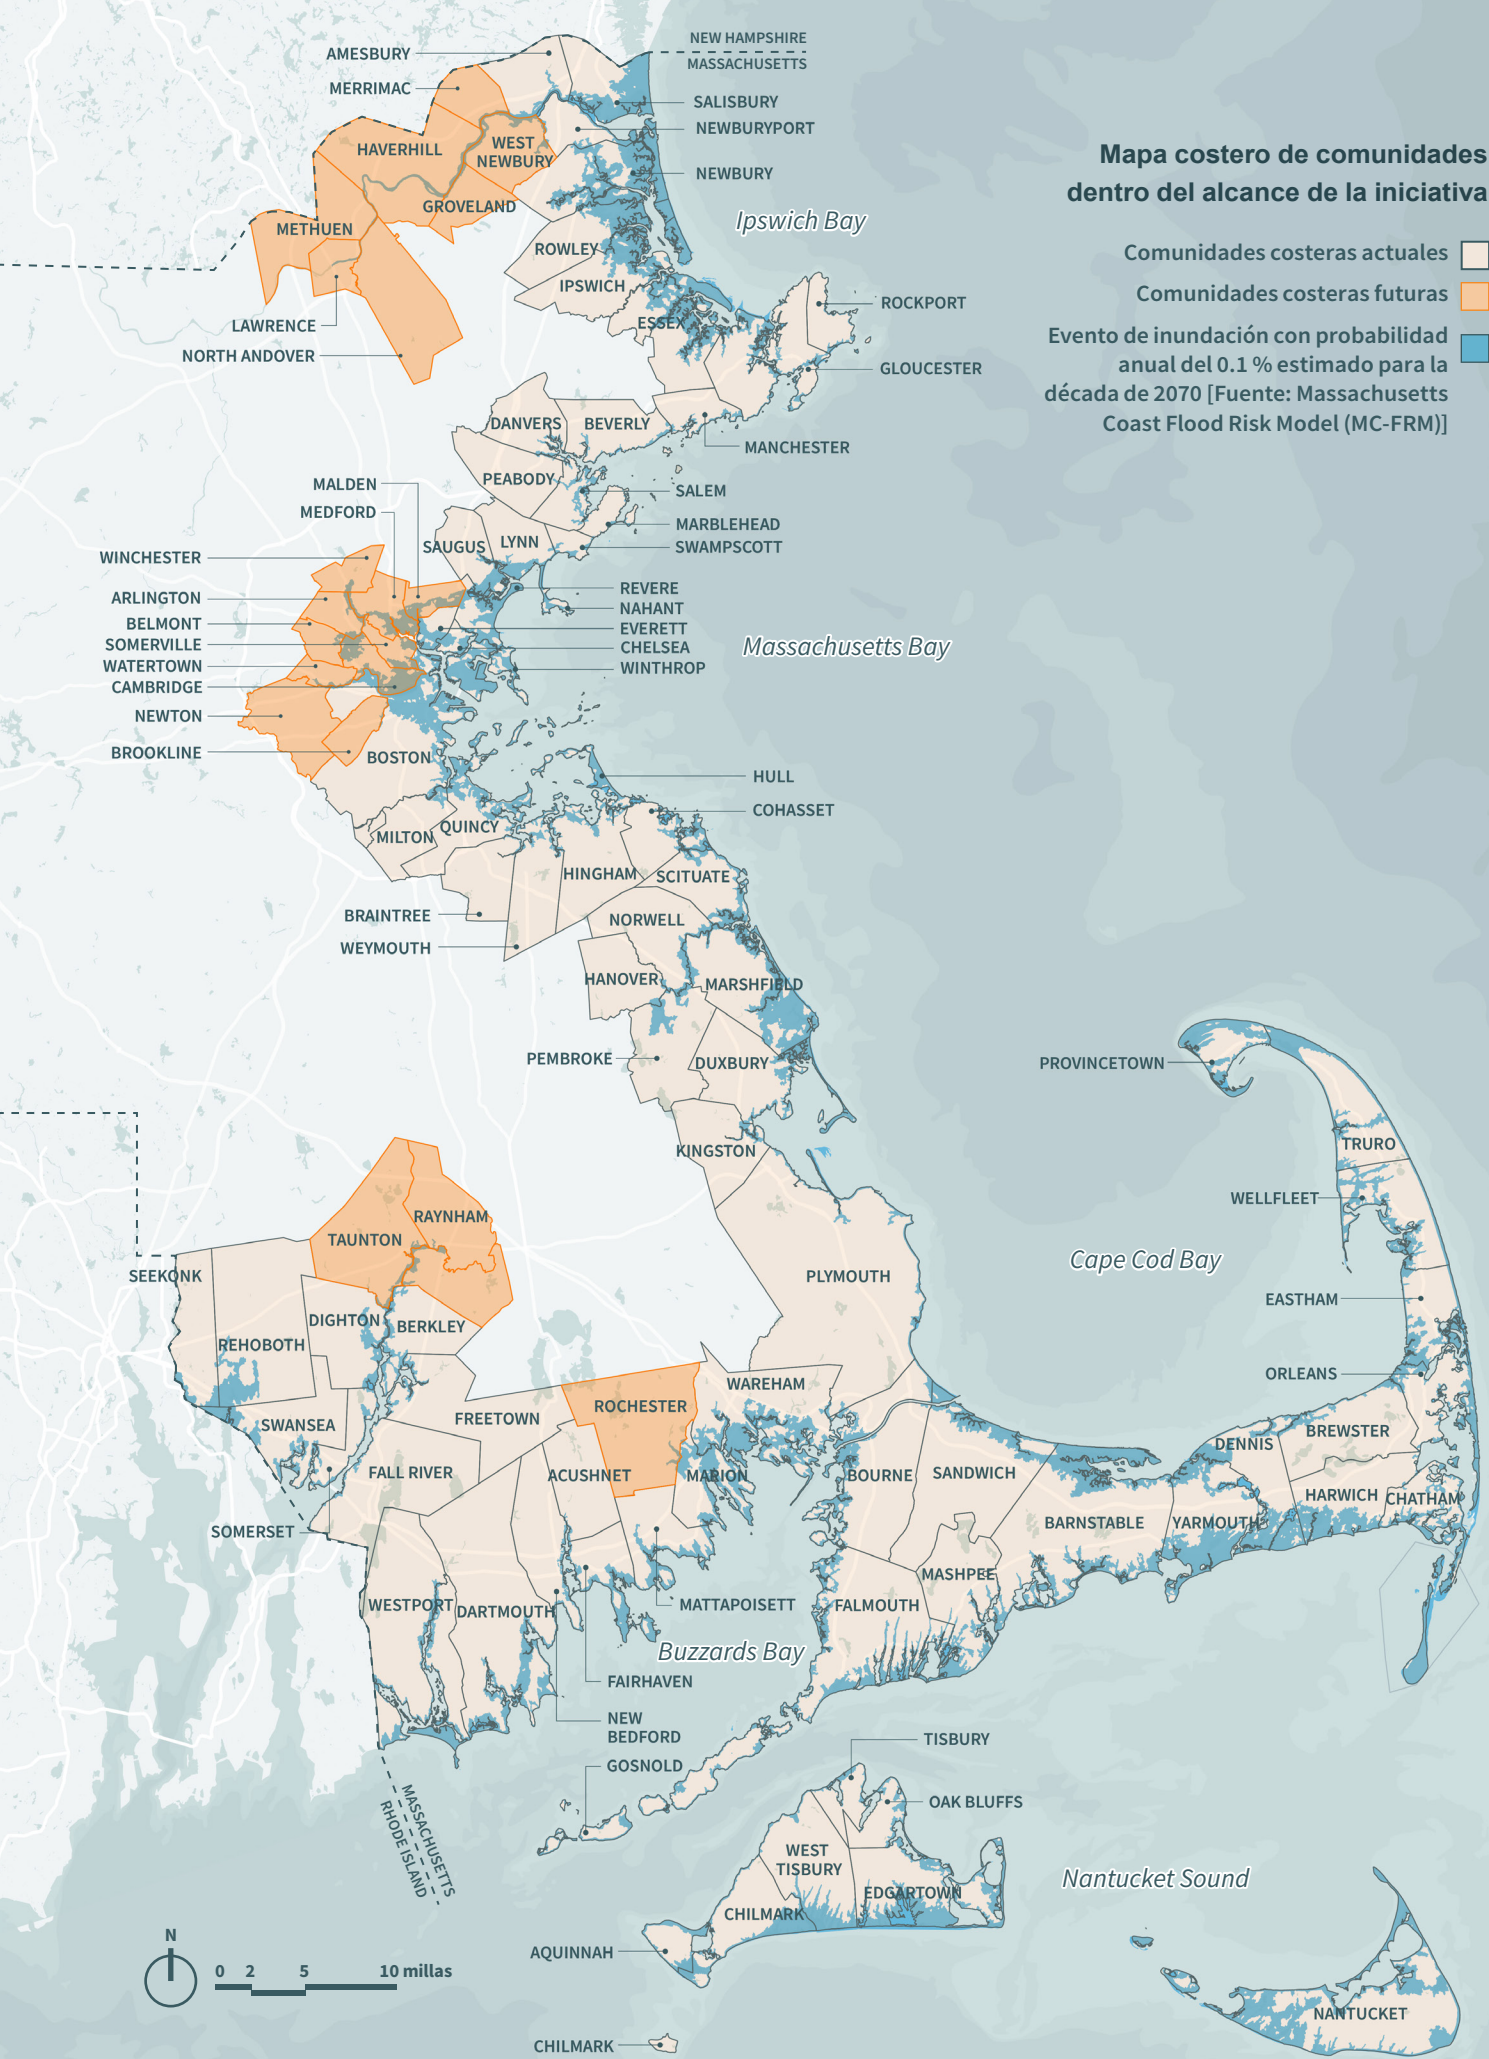 NEW HAMPSHIRE
MASSACHUSETTS
AMESBURY
MERRIMAC
SALISBURY
NEWBURYPORT
HAVERHILL
WEST
NEWBURY
NEWBURY
GROVELAND
METHUEN
Ipswich Bay
ROWLEY
IPSWICH
ESSEX
ROCKPORT
LAWRENCE
NORTH ANDOVER
GLOUCESTER
Mapa costero de comunidades
dentro del alcance de la iniciativa
Comunidades costeras actuales
Comunidades costeras futuras
Evento de inundación con probabilidad
anual del 0.1 % estimado para la
década de 2070 [Fuente: Massachusetts
Coast Flood Risk Model (MC-FRM)]
DANVERS
BEVERLY
MANCHESTER
PEABODY
MALDEN
SALEM
MEDFORD
MARBLEHEAD
SAUGUS
LYNN
SWAMPSCOTT
WINCHESTER
REVERE
ARLINGTON
NAHANT
BELMONT
EVERETT
SOMERVILLE
CHELSEA
Massachusetts Bay
WATERTOWN
WINTHROP
CAMBRIDGE
NEWTON
BROOKLINE
BOSTON
HULL
COHASSET
MILTON
QUINCY
HINGHAM
SCITUATE
BRAINTREE
NORWELL
WEYMOUTH
HANOVER
MARSHFIELD
PEMBROKE
DUXBURY
PROVINCETOWN
KINGSTON
TRURO
WELLFLEET
RAYNHAM
TAUNTON
Cape Cod Bay
SEEKONK
PLYMOUTH
EASTHAM
DIGHTON
BERKLEY
REHOBOTH
ORLEANS
WAREHAM
ROCHESTER
FREETOWN
SWANSEA
BREWSTER
DENNIS
FALL RIVER
ACUSHNET
MARION
BOURNE
SANDWICH
HARWICH
CHATHAM
SOMERSET
BARNSTABLE
YARMOUTH
MASHPEE
WESTPORT
DARTMOUTH
MATTAPOISETT
FALMOUTH
Buzzards Bay
FAIRHAVEN
NEW
BEDFORD
GOSNOLD
TISBURY
OAK BLUFFS
MASSACHUSETTS
RHODE ISLAND
WEST
TISBURY
Nantucket Sound
EDGARTOWN
CHILMARK
AQUINNAH
N
0 2 5 10 millas
NANTUCKET
CHILMARK